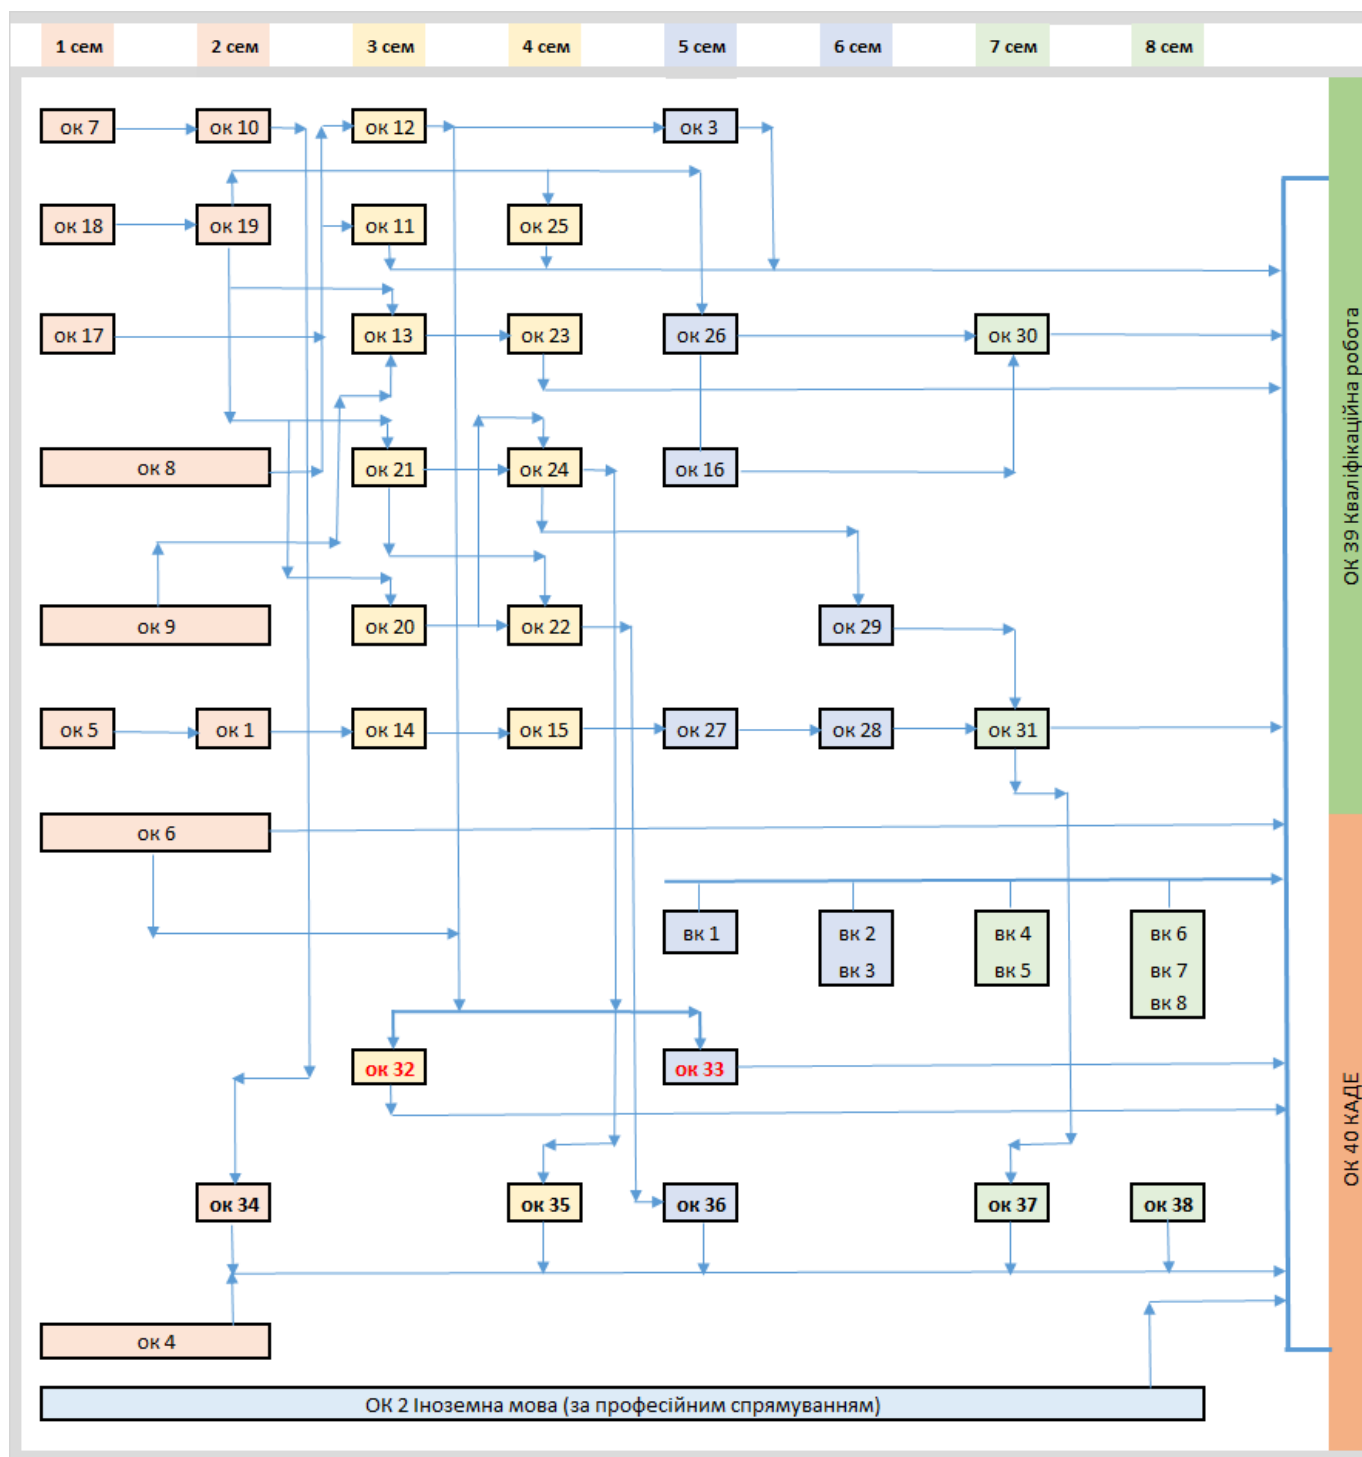 1 сем 2 сем 3 сем 4 сем 5 сем 6 сем 7 сем 8 сем
ок 7 ок 10 ок 12 ок 3
ок 18 ок 19 ок 11 ок 25
ок 17 ок 13 ок 23 ок 26 ок 30
ок 8 ок 21 ок 24 ок 16
ок 9 ок 20 ок 22 ок 29
ок 5 ок 1 ок 14 ок 15 ок 27 ок 28 ок 31
ок 6
вк 1 вк 2 вк 4 вк 6
вк 3 вк 5 вк 7
вк 8
ок 32 ок 33
ок 34 ок 35 ок 36 ок 37 ок 38
ок 4
ОК 2 Іноземна мова (за професійним спрямуванням)
ОК 39 Кваліфікаційна робота
ОК 40 КАДЕ